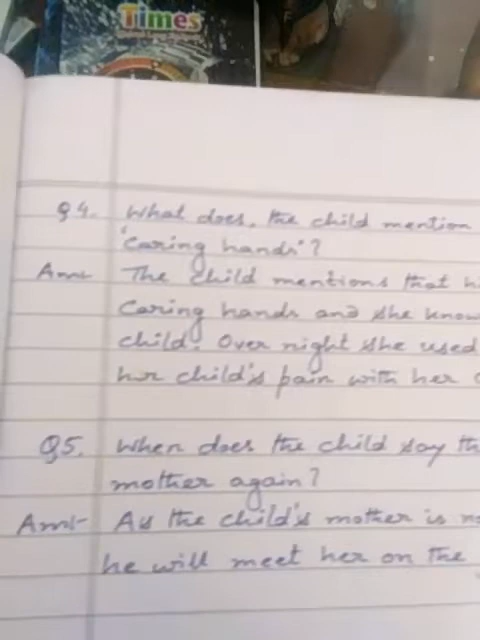 Times
Q4. What does, the child mention
'Caring hands'?
Ans- The child mentions that
Caring hands and she know
child. Over night she used
her child's pain with her
Q5. When does the child say th
mother again?
Ans- As the child's mother is
he will meet her on the